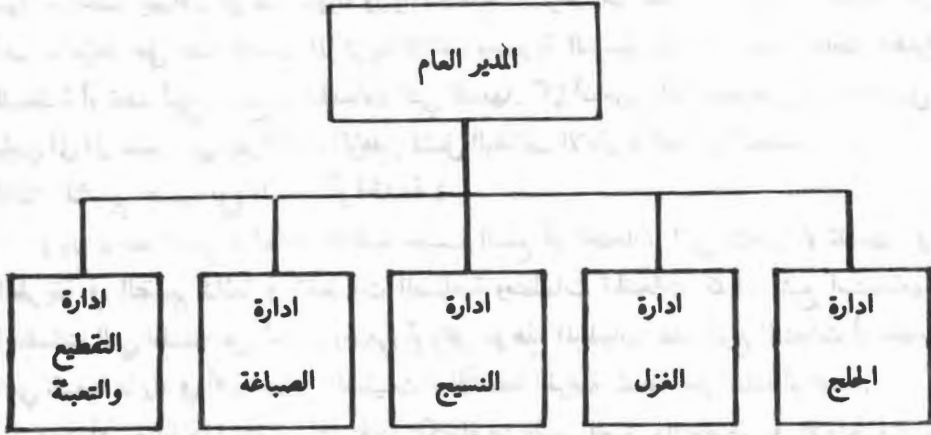 المدير العام
ادارة
الحلج
ادارة
الغزل
ادارة
النسيج
ادارة
الصباغة
ادارة
التقطيع
والتعبئة